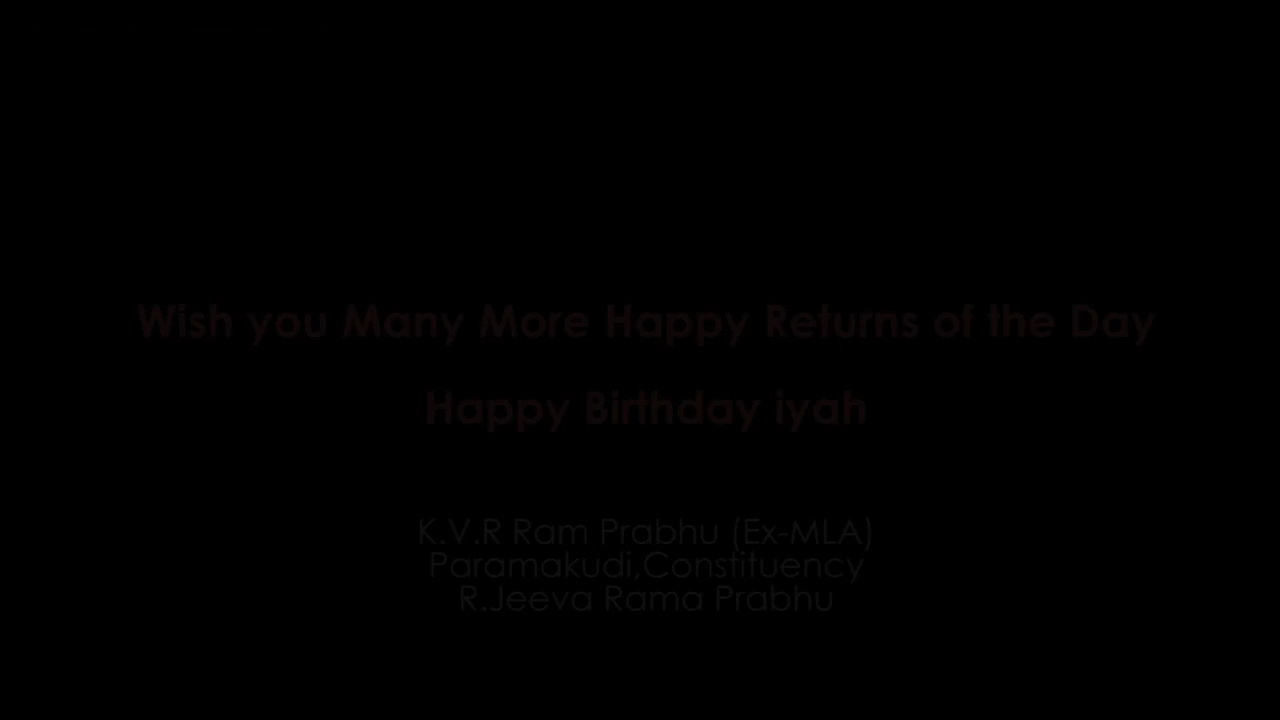 Wish you Many More Happy Returns of the Day
Happy Birthday iyah
K.V.R Ram Prabhu (Ex-MLA)
Paramakudi,Constituency
R.Jeeva Rama Prabhu